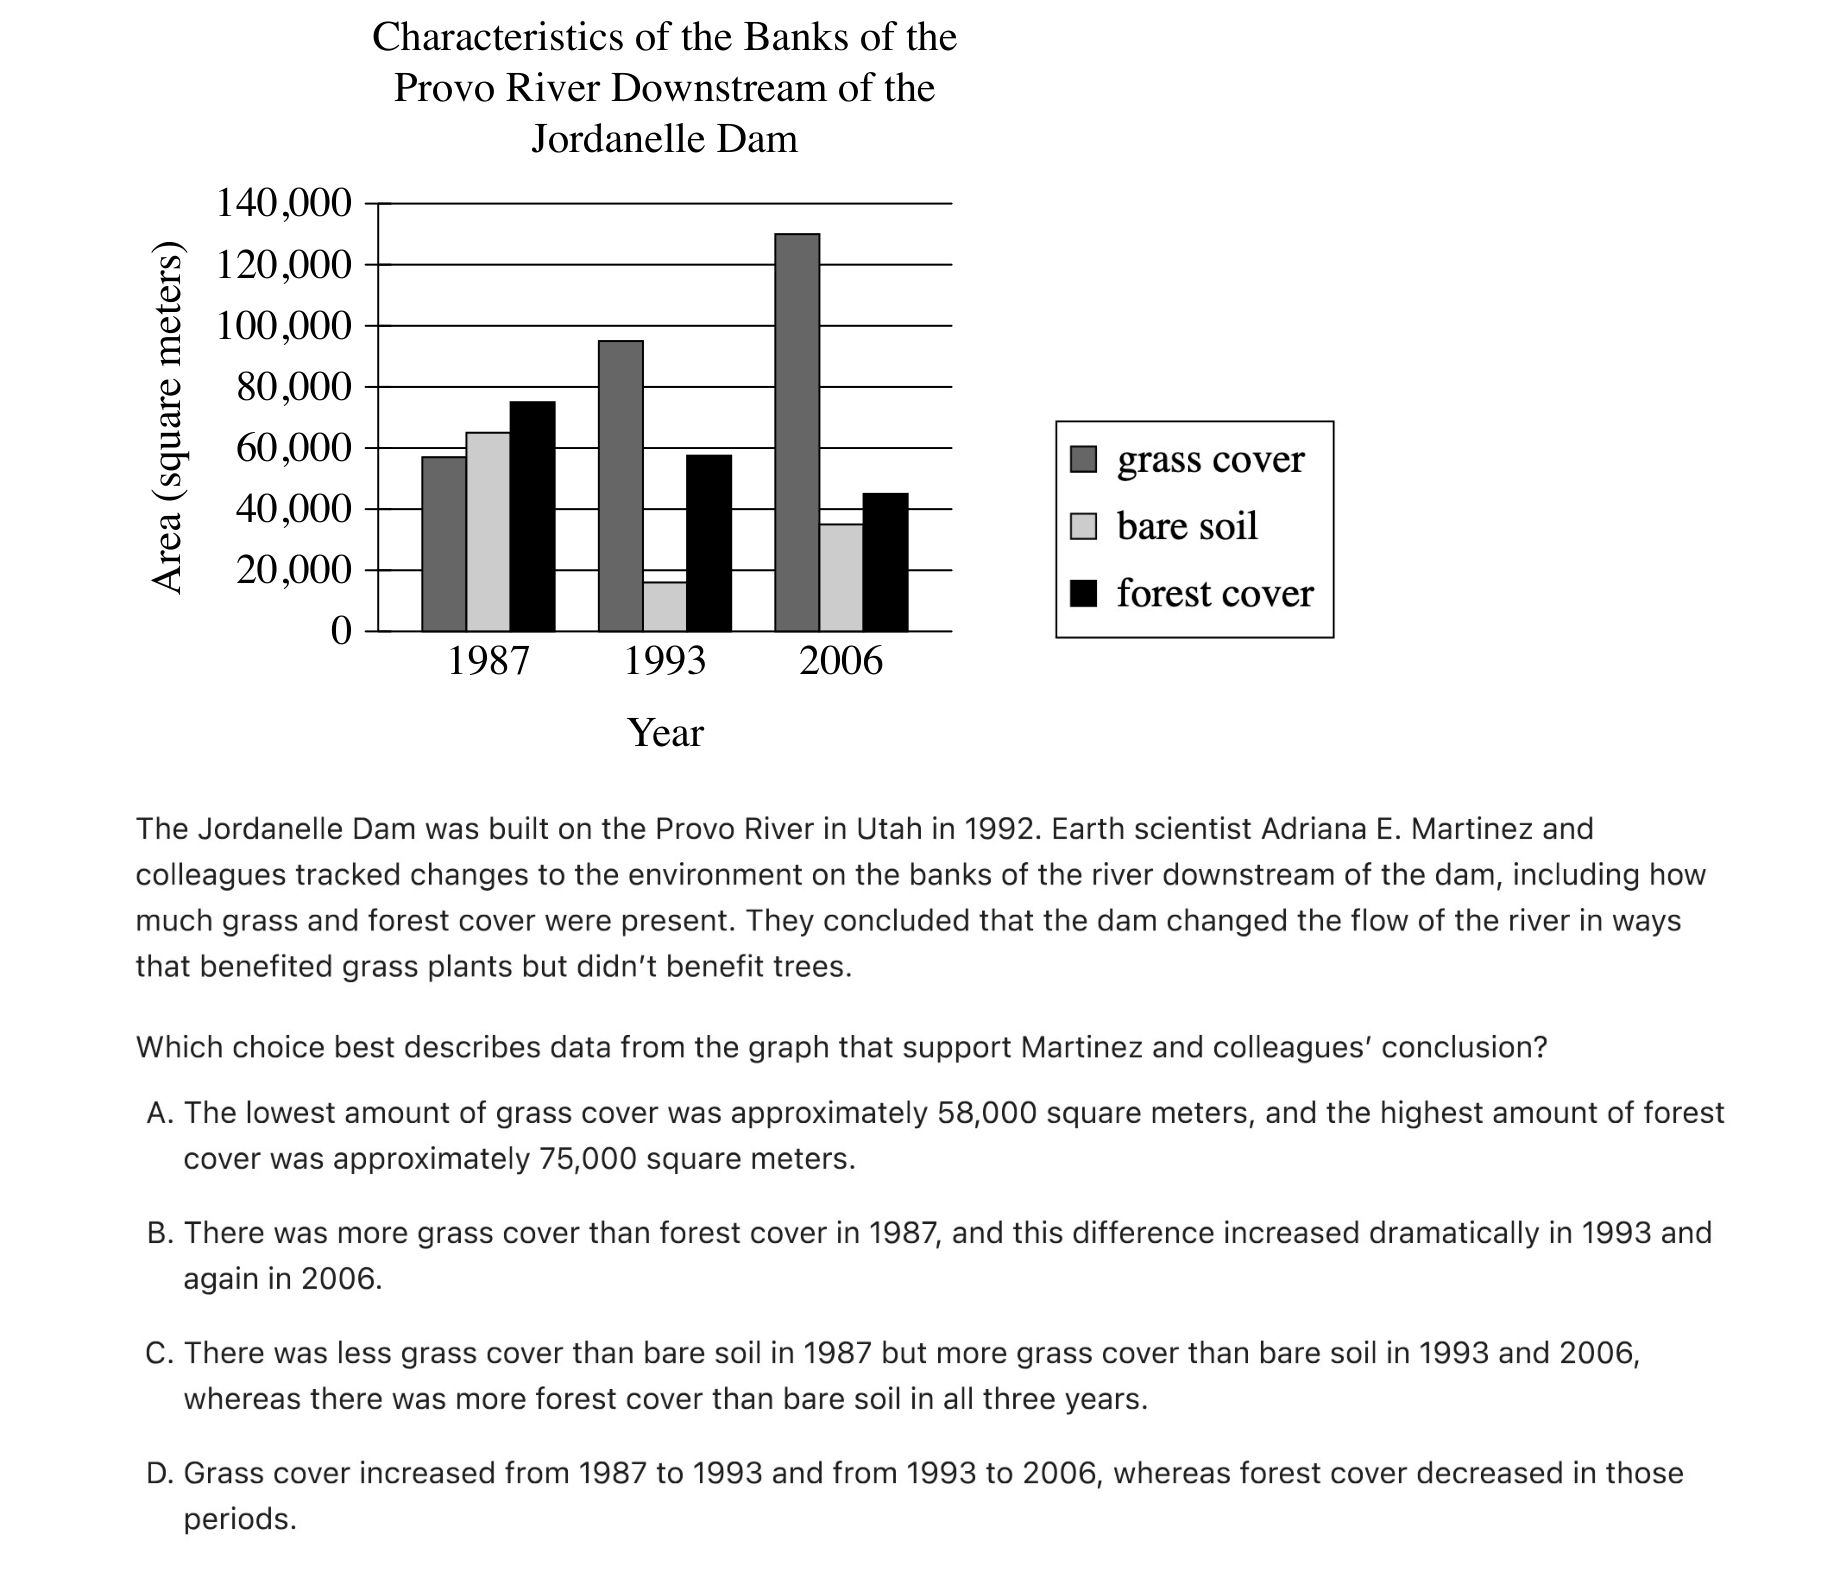 Characteristics of the Banks of the
Provo River Downstream of the
Jordanelle Dam
140,000
120,000
100,000
80,000
60,000
40,000
20,000
0
Area (square meters)
1987 1993 2006
Year
grass cover
bare soil
forest cover
The Jordanelle Dam was built on the Provo River in Utah in 1992. Earth scientist Adriana E. Martinez and
colleagues tracked changes to the environment on the banks of the river downstream of the dam, including how
much grass and forest cover were present. They concluded that the dam changed the flow of the river in ways
that benefited grass plants but didn’t benefit trees.
Which choice best describes data from the graph that support Martinez and colleagues’ conclusion?
A. The lowest amount of grass cover was approximately 58,000 square meters, and the highest amount of forest
cover was approximately 75,000 square meters.
B. There was more grass cover than forest cover in 1987, and this difference increased dramatically in 1993 and
again in 2006.
C. There was less grass cover than bare soil in 1987 but more grass cover than bare soil in 1993 and 2006,
whereas there was more forest cover than bare soil in all three years.
D. Grass cover increased from 1987 to 1993 and from 1993 to 2006, whereas forest cover decreased in those
periods.